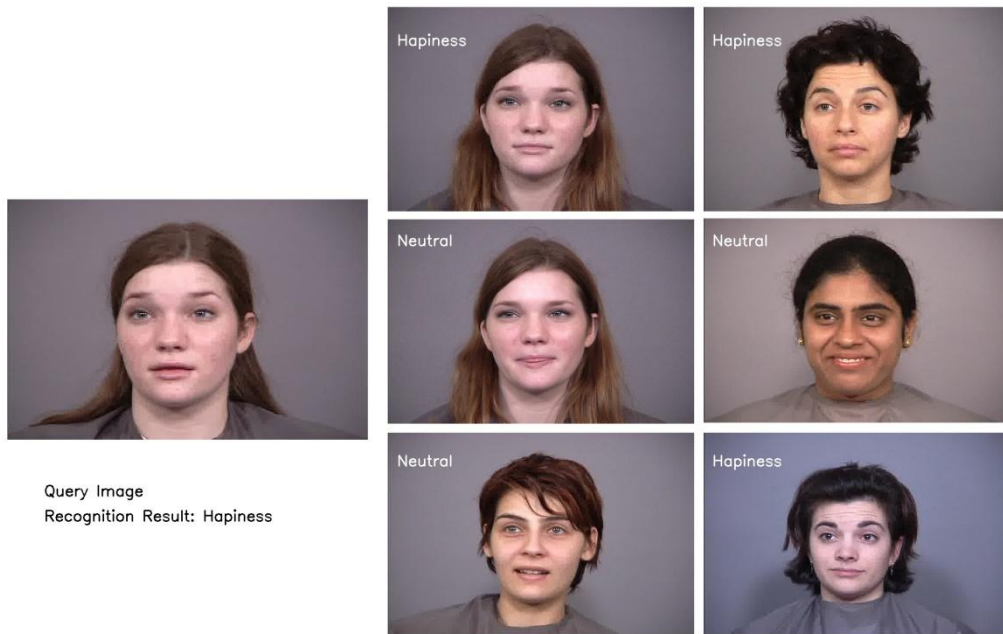 Hapiness
Hapiness
Neutral
Neutral
Neutral
Hapiness
Query Image
Recognition Result: Hapiness